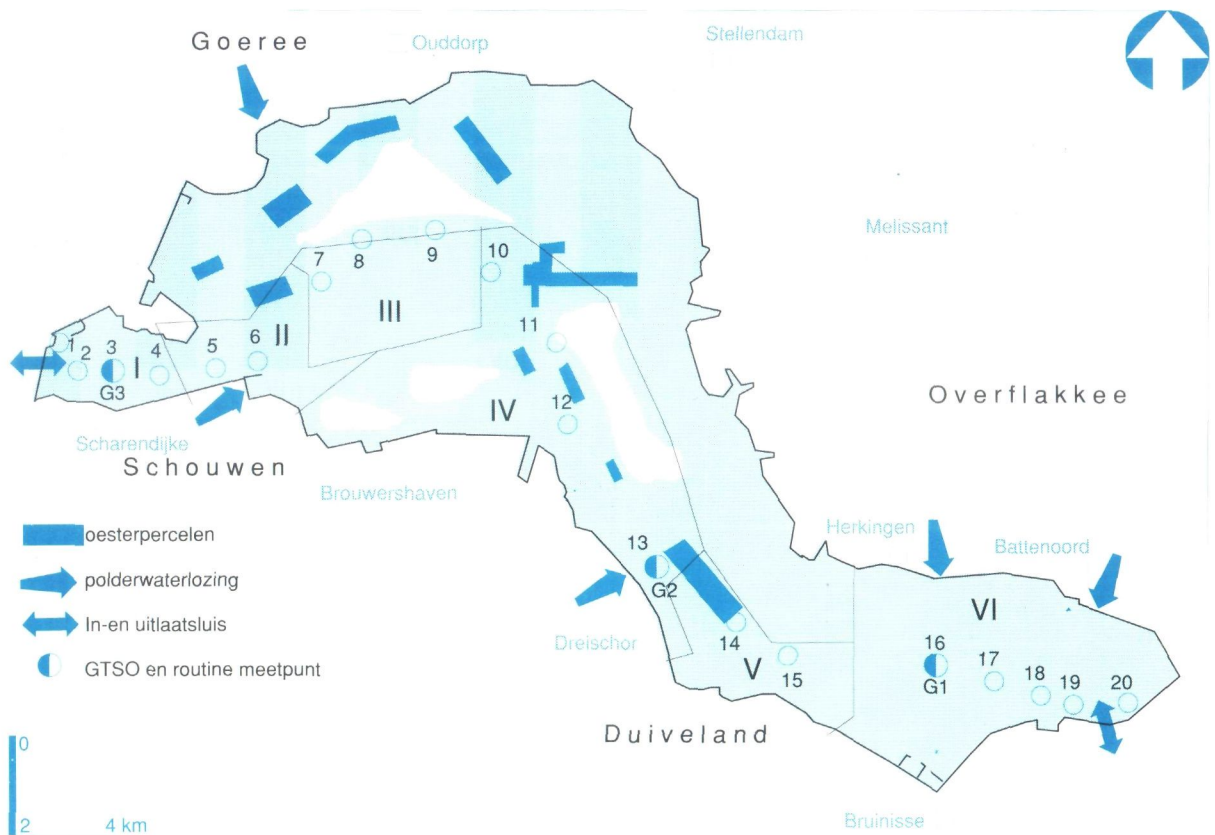 Goeree
Ouddorp
Stellendam
Melissant
7
8
9
10
III
II
I
1
2
3
4
5
6
G3
11
12
IV
Scharendijke
Schouwen
Brouwershaven
Overflakkee
Herkingen
Battenoord
13
G2
Dreischor
14
15
V
VI
16
G1
17
18
19
20
Duiveland
Bruinisse
oesterpercelen
polderwaterlozing
In-en uitlaatsluis
GTSO en routine meetpunt
0
2 4 km